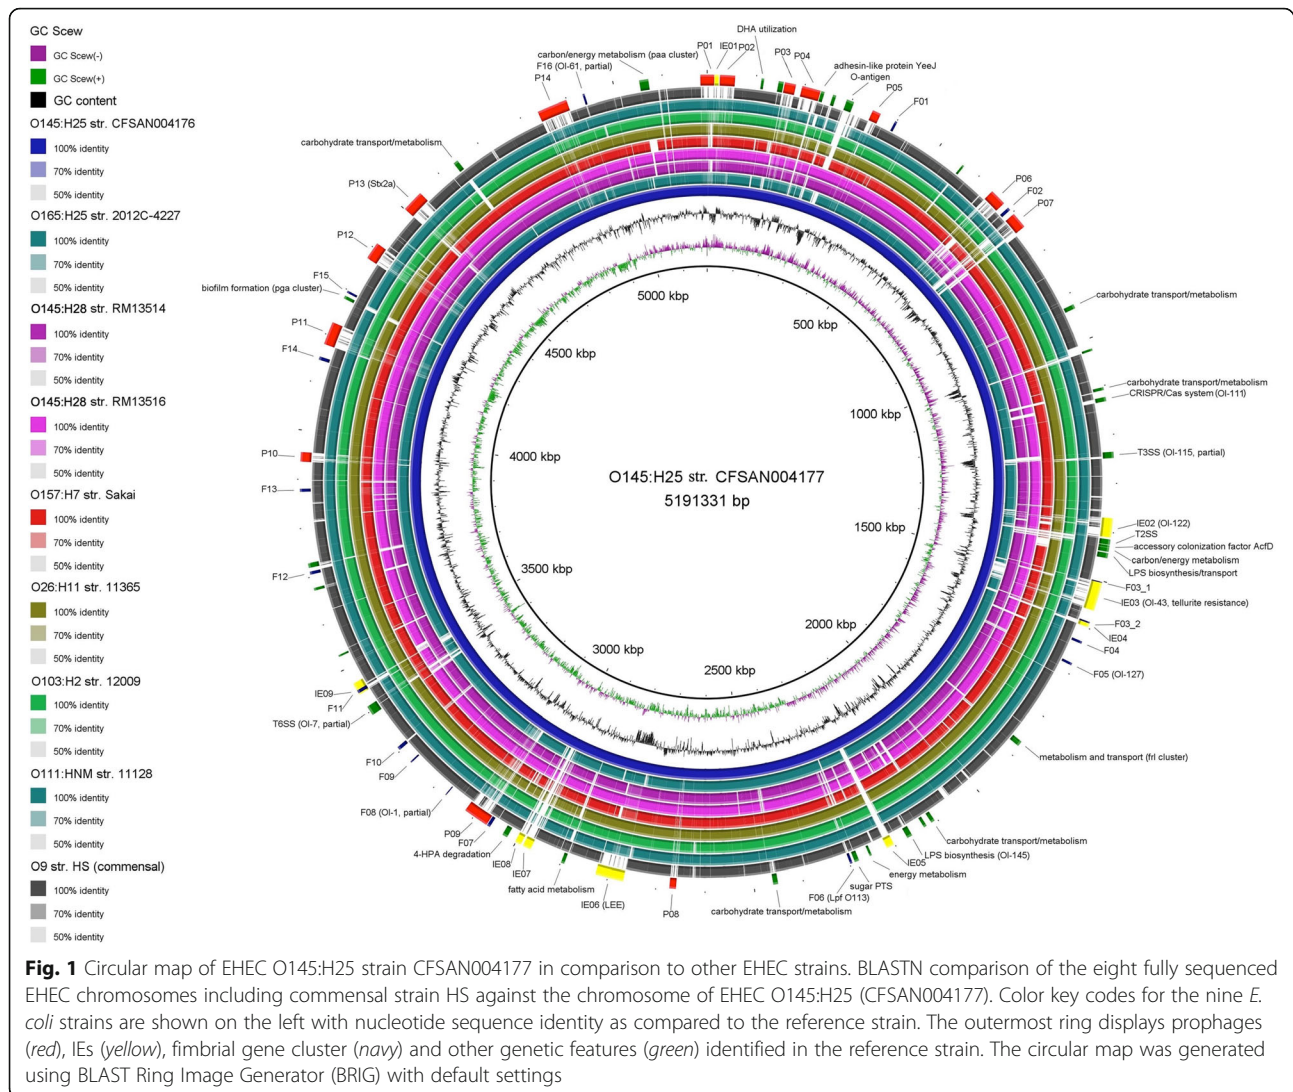 GC Scew
GC Scew(-)
GC Scew(+)
GC content
O145:H25 str. CFSAN004176
100% identity
70% identity
50% identity
O165:H25 str. 2012C-4227
100% identity
70% identity
50% identity
O145:H28 str. RM13514
100% identity
70% identity
50% identity
O145:H28 str. RM13516
100% identity
70% identity
50% identity
O157:H7 str. Sakai
100% identity
70% identity
50% identity
O26:H11 str. 11365
100% identity
70% identity
50% identity
O103:H2 str. 12009
100% identity
70% identity
50% identity
O111:HNM str. 11128
100% identity
70% identity
50% identity
O9 str. HS (commensal)
100% identity
70% identity
50% identity
P01
IE01
P02
DHA utilization
P03
P04
adhesin-like protein YeeJ
O-antigen
P05
F01
P06
F02
P07
carbohydrate transport/metabolism
carbohydrate transport/metabolism
CRISPR/Cas system (OI-111)
T3SS (OI-115, partial)
IE02 (OI-122)
T2SS
accessory colonization factor AcfD
carbon/energy metabolism
LPS biosynthesis/transport
F03_1
IE03 (OI-43, tellurite resistance)
F03_2
IE04
F04
F05 (OI-127)
metabolism and transport (frl cluster)
carbohydrate transport/metabolism
LPS biosynthesis (OI-145)
IE05
energy metabolism
sugar PTS
F06 (Lpf O113)
carbohydrate transport/metabolism
P08
IE06 (LEE)
fatty acid metabolism
IE07
IE08
4-HPA degradation
F07
P09
F08 (OI-1, partial)
F09
F10
T6SS (OI-7, partial)
F11
IE09
F12
F13
P10
F14
P11
biofilm formation (pga cluster)
F15
P12
P13 (Stx2a)
carbohydrate transport/metabolism
P14
F16 (OI-61, partial)
carbon/energy metabolism (paa cluster)
500 kbp
1000 kbp
1500 kbp
2000 kbp
2500 kbp
3000 kbp
3500 kbp
4000 kbp
4500 kbp
5000 kbp
O145:H25 str. CFSAN004177
5191331 bp
Fig. 1 Circular map of EHEC O145:H25 strain CFSAN004177 in comparison to other EHEC strains. BLASTN comparison of the eight fully sequenced
EHEC chromosomes including commensal strain HS against the chromosome of EHEC O145:H25 (CFSAN004177). Color key codes for the nine E.
coli strains are shown on the left with nucleotide sequence identity as compared to the reference strain. The outermost ring displays prophages
(red), IEs (yellow), fimbrial gene cluster (navy) and other genetic features (green) identified in the reference strain. The circular map was generated
using BLAST Ring Image Generator (BRIG) with default settings